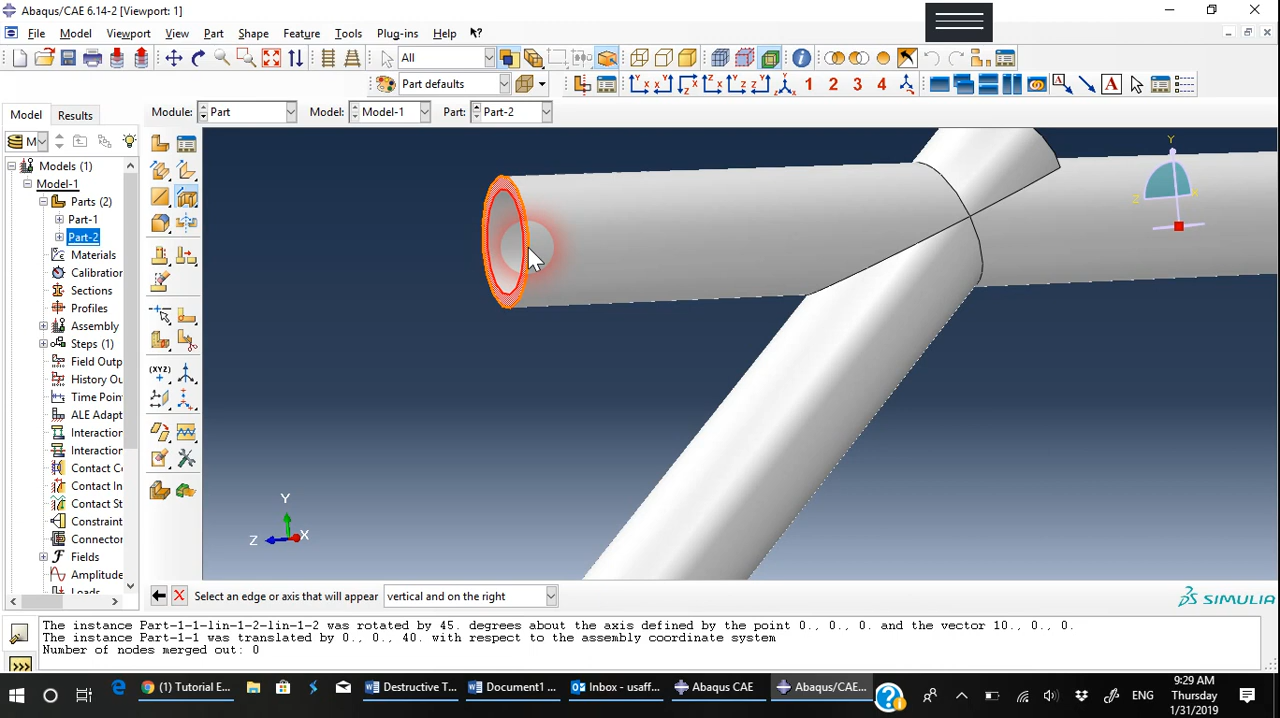 Abaqus/CAE 6.14-2 [Viewport: 1]
File Model Viewport View Part Shape Feature Tools Plug-ins Help
All
Part defaults
1 2 3 4
Model Results Module: Part Model: Model-1 Part: Part-2
M
Models (1)
Model-1
Parts (2)
Part-1
Part-2
Materials
Calibration
Sections
Profiles
Assembly
Steps (1)
Field Outp
History Ou
Time Poin
ALE Adapt
Interaction
Interaction
Contact Co
Contact In
Contact St
Constraint
Connector
Fields
Amplitude
Loads
(XYZ)
Y
Z
X
Y
Z
X
Select an edge or axis that will appear vertical and on the right
SIMULIA
The instance Part-1-1-lin-1-2-lin-1-2 was rotated by 45. degrees about the axis defined by the point 0., 0., 0. and the vector 10., 0., 0.
The instance Part-1-1 was translated by 0., 0., 40. with respect to the assembly coordinate system
Number of nodes merged out: 0
>>>
(1) Tutorial E... Destructive T... Document1 ... Inbox - usaff... Abaqus CAE Abaqus/CAE... ENG
9:29 AM
Thursday
1/31/2019